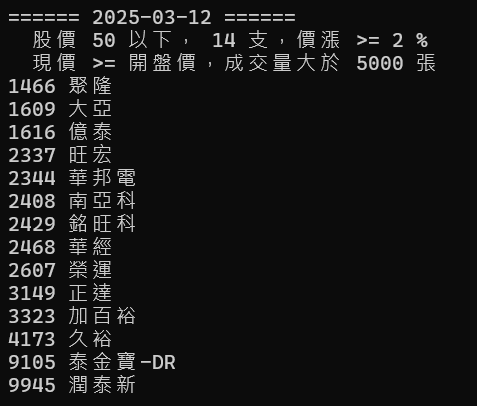 ====== 2025-03-12 ======
股價 50 以下， 14 支，價漲 >= 2 %
現價 >= 開盤價，成交量大於 5000 張
1466 聚隆
1609 大亞
1616 億泰
2337 旺宏
2344 華邦電
2408 南亞科
2429 銘旺科
2468 華經
2607 榮運
3149 正達
3323 加百裕
4173 久裕
9105 泰金寶-DR
9945 潤泰新